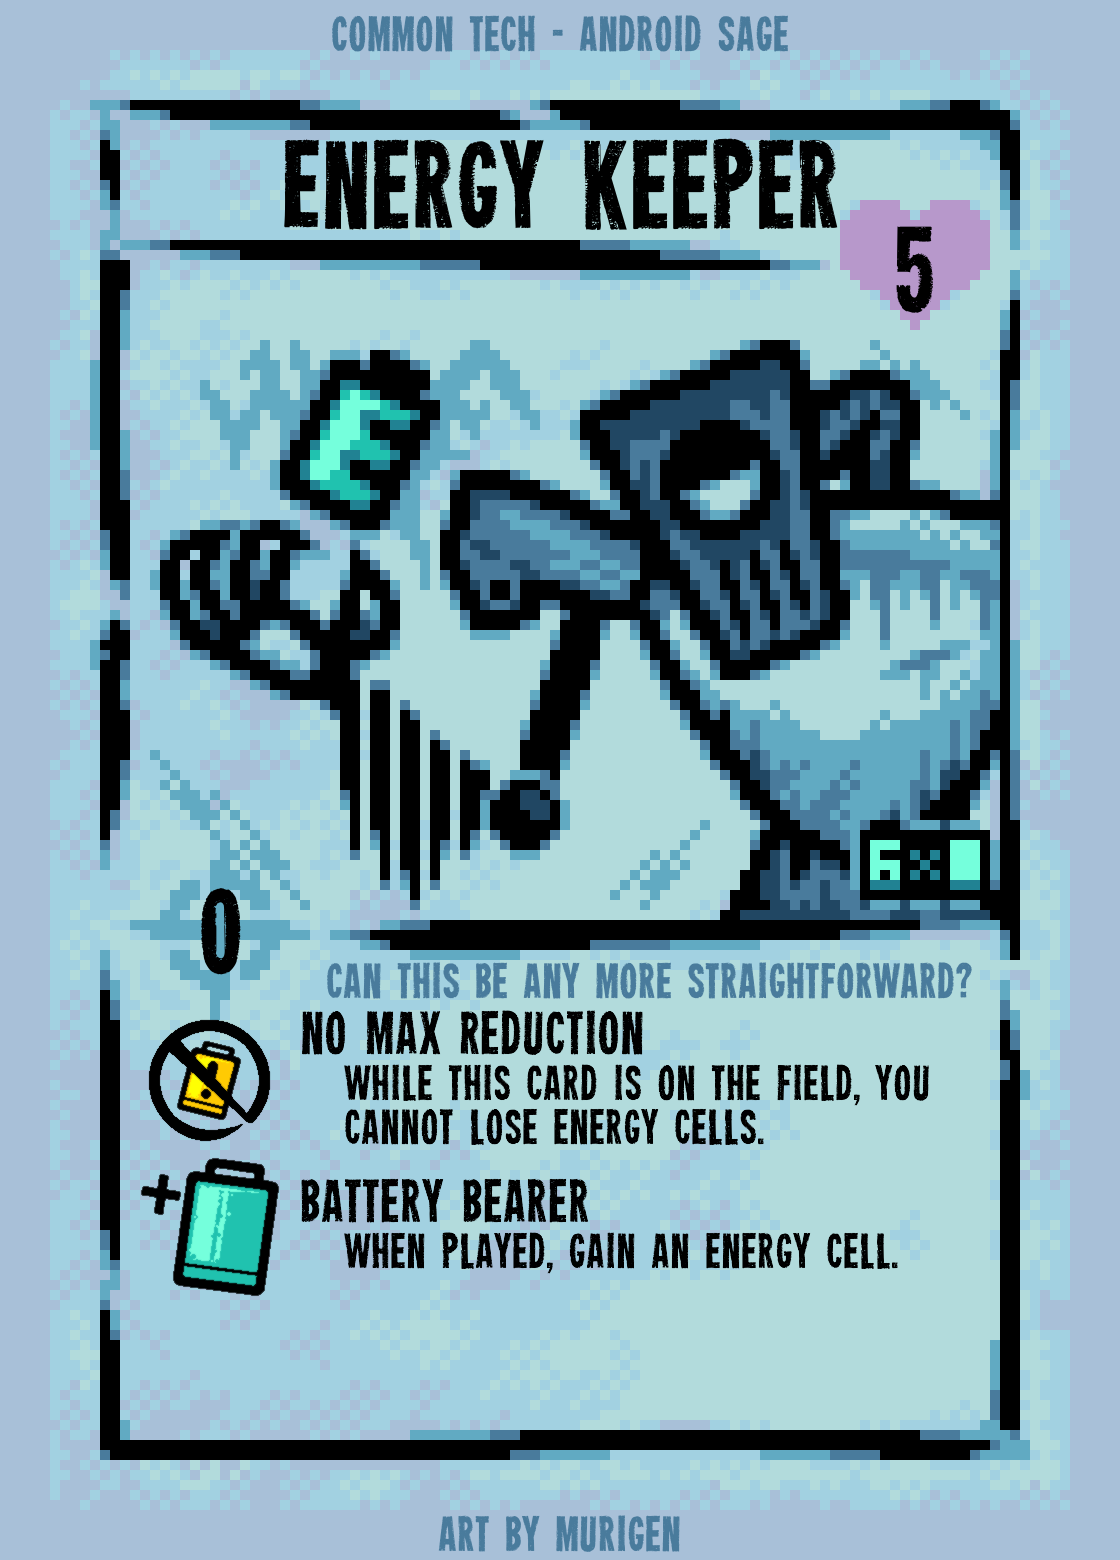 COMMON TECH - ANDROID SAGE
ENERGY KEEPER
5
E
6 x
0
CAN THIS BE ANY MORE STRAIGHTFORWARD?
NO MAX REDUCTION
WHILE THIS CARD IS ON THE FIELD, YOU
CANNOT LOSE ENERGY CELLS.
BATTERY BEARER
WHEN PLAYED, GAIN AN ENERGY CELL.
ART BY MURIGEN